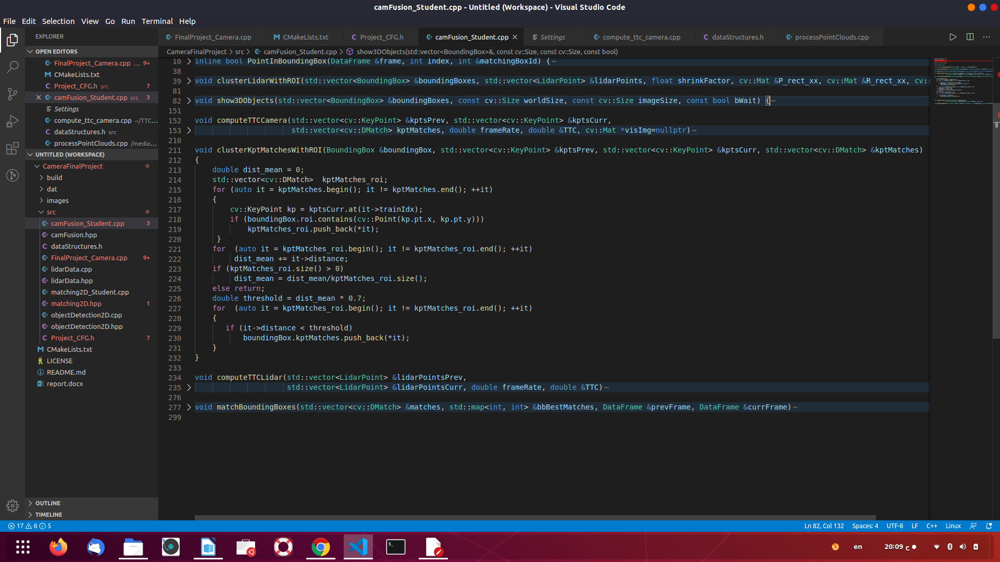 camFusion_Student.cpp - Untitled (Workspace) - Visual Studio Code
File Edit Selection View Go Run Terminal Help
EXPLORER
OPEN EDITORS
FinalProject_Camera.cpp ... 9+
CMakeLists.txt
Project_CFG.h src 7
camFusion_Student.cpp src 3
Settings
compute_ttc_camera.cpp ~/TTC...
dataStructures.h src
processPointClouds.cpp /media...
UNTITLED (WORKSPACE)
CameraFinalProject
build
dat
images
src
camFusion_Student.cpp 3
camFusion.hpp
dataStructures.h
FinalProject_Camera.cpp 9+
lidarData.cpp
lidarData.hpp
matching2D_Student.cpp
matching2D.hpp 1
objectDetection2D.cpp
objectDetection2D.hpp
Project_CFG.h 7
CMakeLists.txt
LICENSE
README.md
report.docx
OUTLINE
TIMELINE
FinalProject_Camera.cpp CMakeLists.txt Project_CFG.h camFusion_Student.cpp Settings compute_ttc_camera.cpp dataStructures.h processPointClouds.cpp
CameraFinalProject > src > camFusion_Student.cpp > show3DObjects(std::vector<BoundingBox>&, const cv::Size, const cv::Size, const bool)
10 inline bool PointInBoundingBox(DataFrame &frame, int index, int &matchingBoxId) {⋯
38
39 void clusterLidarWithROI(std::vector<BoundingBox> &boundingBoxes, std::vector<LidarPoint> &lidarPoints, float shrinkFactor, cv::Mat &P_rect_xx, cv::Mat &R_rect_xx, cv::
81
82 void show3DObjects(std::vector<BoundingBox> &boundingBoxes, const cv::Size worldSize, const cv::Size imageSize, const bool bWait) {⋯
151
152 void computeTTCCamera(std::vector<cv::KeyPoint> &kptsPrev, std::vector<cv::KeyPoint> &kptsCurr,
153 std::vector<cv::DMatch> kptMatches, double frameRate, double &TTC, cv::Mat *visImg=nullptr)⋯
210
211 void clusterKptMatchesWithROI(BoundingBox &boundingBox, std::vector<cv::KeyPoint> &kptsPrev, std::vector<cv::KeyPoint> &kptsCurr, std::vector<cv::DMatch> &kptMatches)
212 {
213 double dist_mean = 0;
214 std::vector<cv::DMatch>  kptMatches_roi;
215 for (auto it = kptMatches.begin(); it != kptMatches.end(); ++it)
216 {
217 cv::KeyPoint kp = kptsCurr.at(it->trainIdx);
218 if (boundingBox.roi.contains(cv::Point(kp.pt.x, kp.pt.y)))
219 kptMatches_roi.push_back(*it);
220 }
221 for  (auto it = kptMatches_roi.begin(); it != kptMatches_roi.end(); ++it)
222 dist_mean += it->distance;
223 if (kptMatches_roi.size() > 0)
224 dist_mean = dist_mean/kptMatches_roi.size();
225 else return;
226 double threshold = dist_mean * 0.7;
227 for  (auto it = kptMatches_roi.begin(); it != kptMatches_roi.end(); ++it)
228 {
229 if (it->distance < threshold)
230 boundingBox.kptMatches.push_back(*it);
231 }
232 }
233
234 void computeTTCLidar(std::vector<LidarPoint> &lidarPointsPrev,
235 std::vector<LidarPoint> &lidarPointsCurr, double frameRate, double &TTC)⋯
276
277 void matchBoundingBoxes(std::vector<cv::DMatch> &matches, std::map<int, int> &bbBestMatches, DataFrame &prevFrame, DataFrame &currFrame)⋯
299
17 6 5
Ln 82, Col 132 Spaces: 4 UTF-8 LF C++ Linux
en 20:09 ح